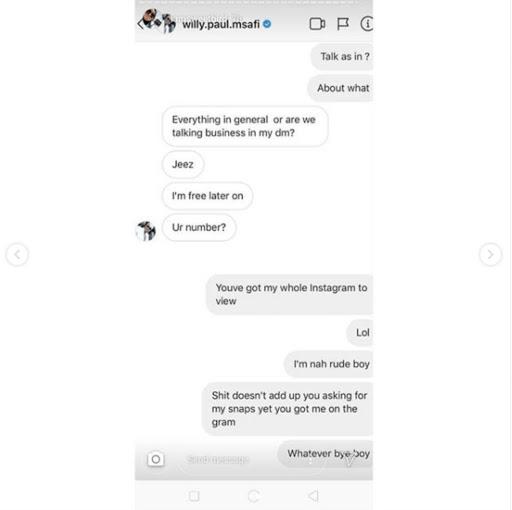 willy.paul.msafi
Talk as in ?
About what
Everything in general or are we
talking business in my dm?
Jeez
I'm free later on
Ur number?
Youve got my whole Instagram to
view
Lol
I'm nah rude boy
Shit doesn't add up you asking for
my snaps yet you got me on the
gram
Whatever bye boy
Send message